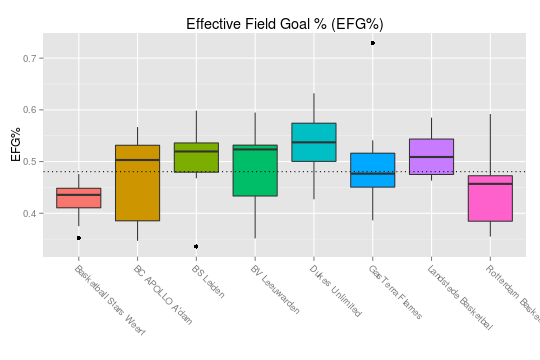 Effective Field Goal % (EFG%)
EFG%
0.7
0.6
0.5
0.4
Basketball Stars Weert
BC APOLLO A'dam
BS Leiden
BV Leeuwarden
Dukes Unlimited
GasTerra Flames
Landstede Basketbal
Rotterdam Baske